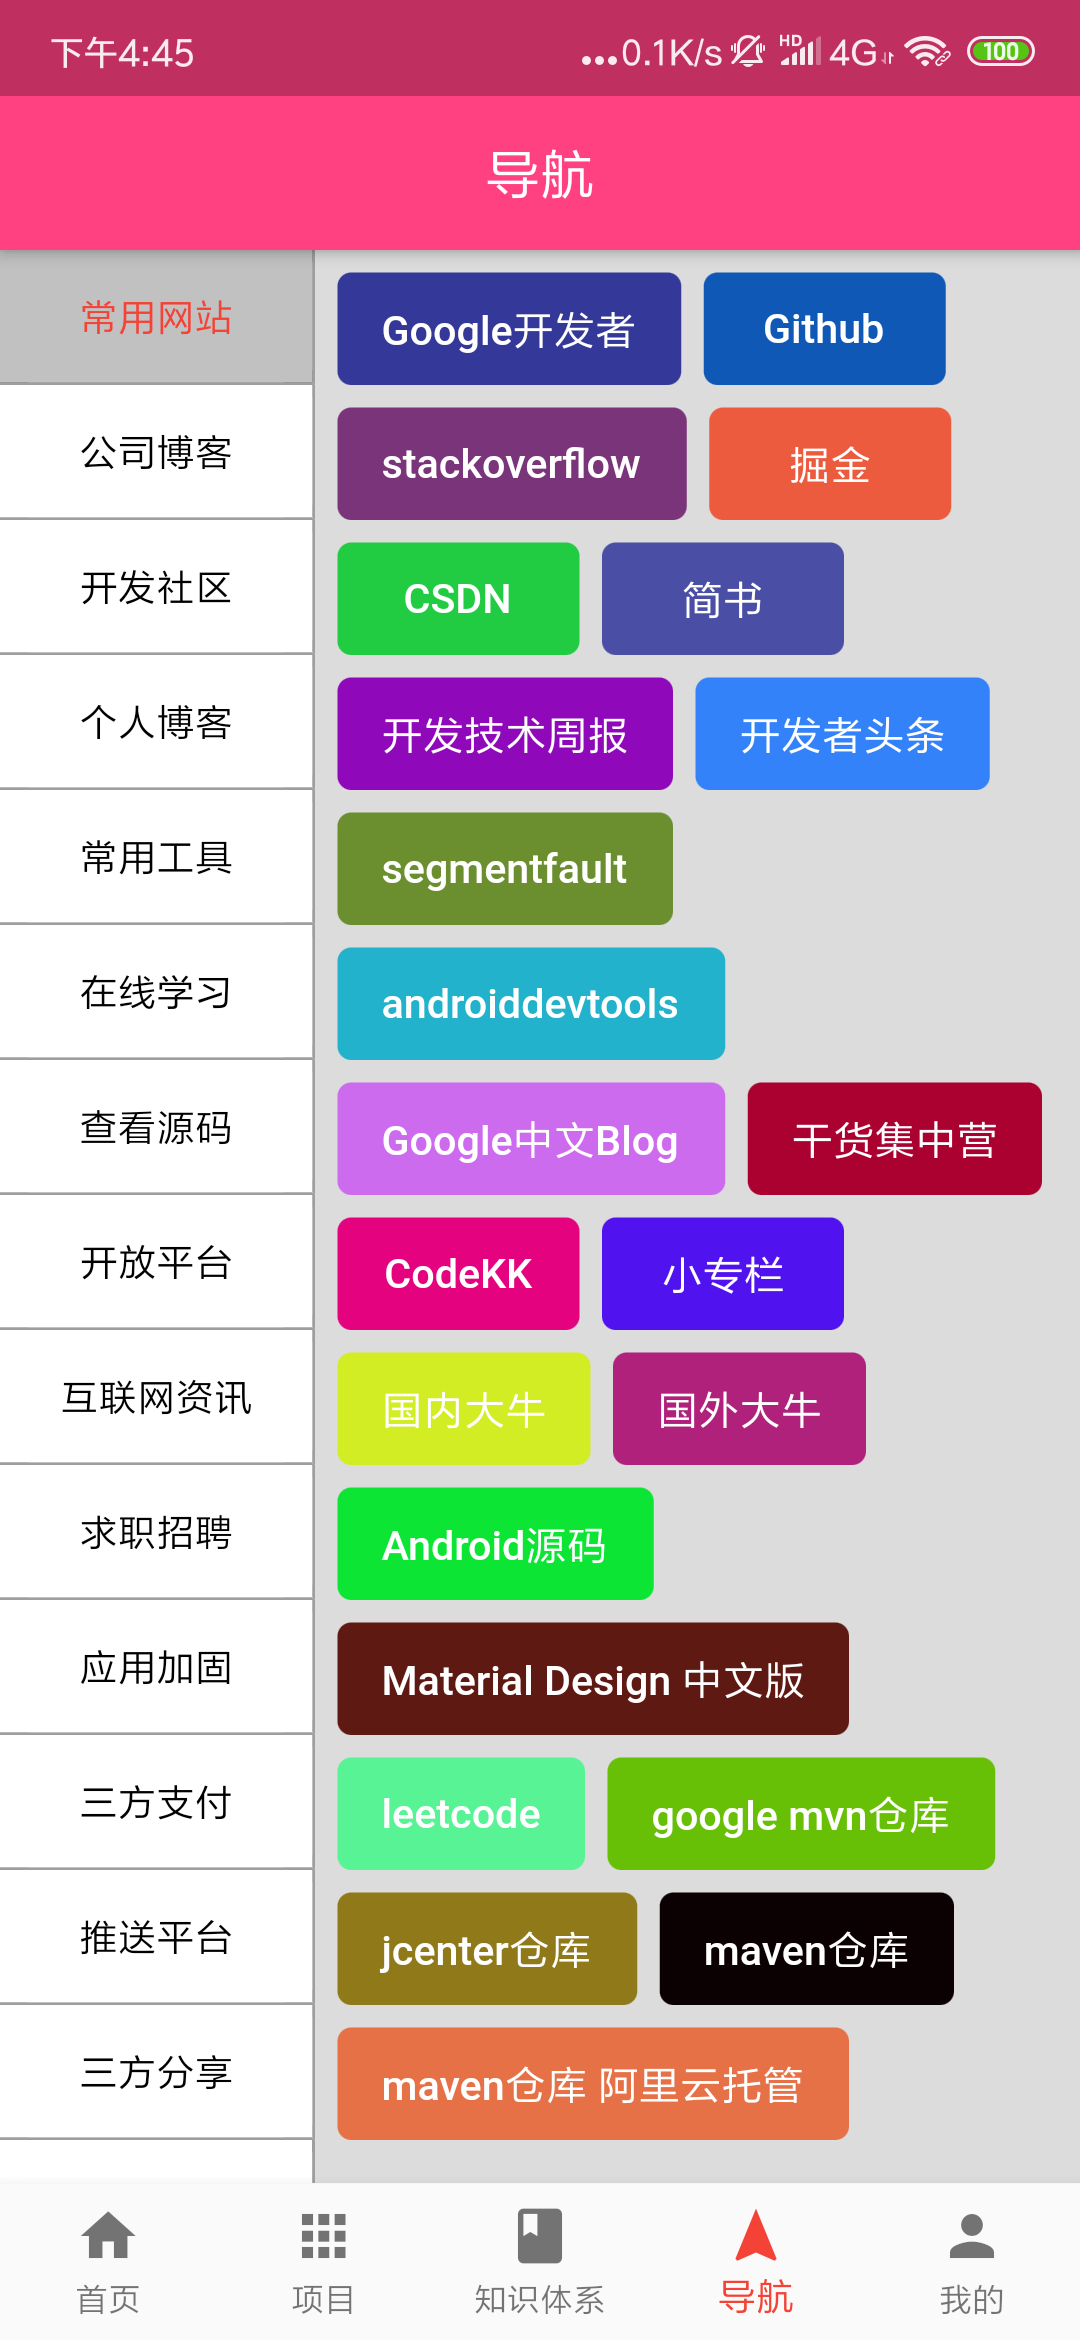 下午4:45
...0.1K/s HD 4G 100
导航
常用网站
公司博客
开发社区
个人博客
常用工具
在线学习
查看源码
开放平台
互联网资讯
求职招聘
应用加固
三方支付
推送平台
三方分享
Google开发者 Github
stackoverflow 掘金
CSDN 简书
开发技术周报 开发者头条
segmentfault
androiddevtools
Google中文Blog 干货集中营
CodeKK 小专栏
国内大牛 国外大牛
Android源码
Material Design 中文版
leetcode google mvn仓库
jcenter仓库 maven仓库
maven仓库 阿里云托管
首页 项目 知识体系 导航 我的